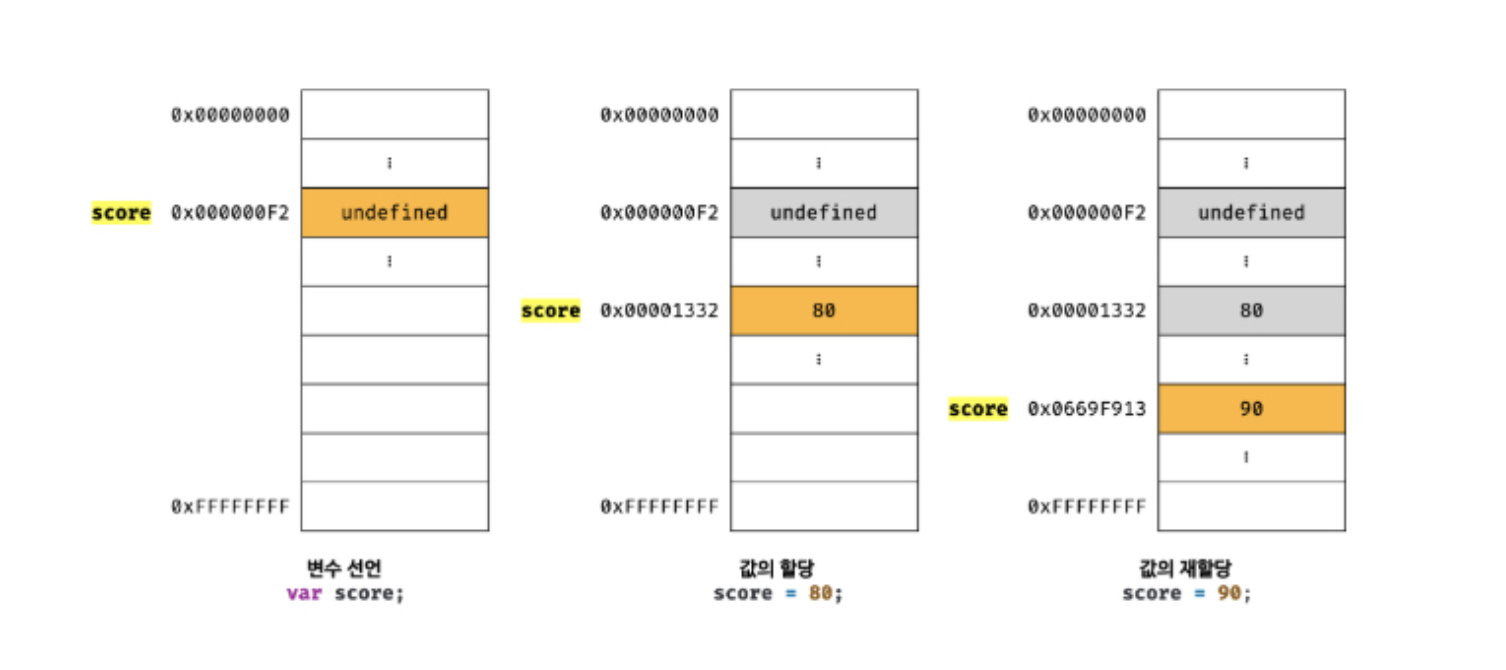 0x00000000
⋮
score 0x000000F2 undefined
⋮
0xFFFFFFFF
변수 선언
var score;
0x00000000
⋮
0x000000F2 undefined
⋮
score 0x00001332 80
⋮
0xFFFFFFFF
값의 할당
score = 80;
0x00000000
⋮
0x000000F2 undefined
⋮
0x00001332 80
⋮
score 0x0669F913 90
⋮
0xFFFFFFFF
값의 재할당
score = 90;